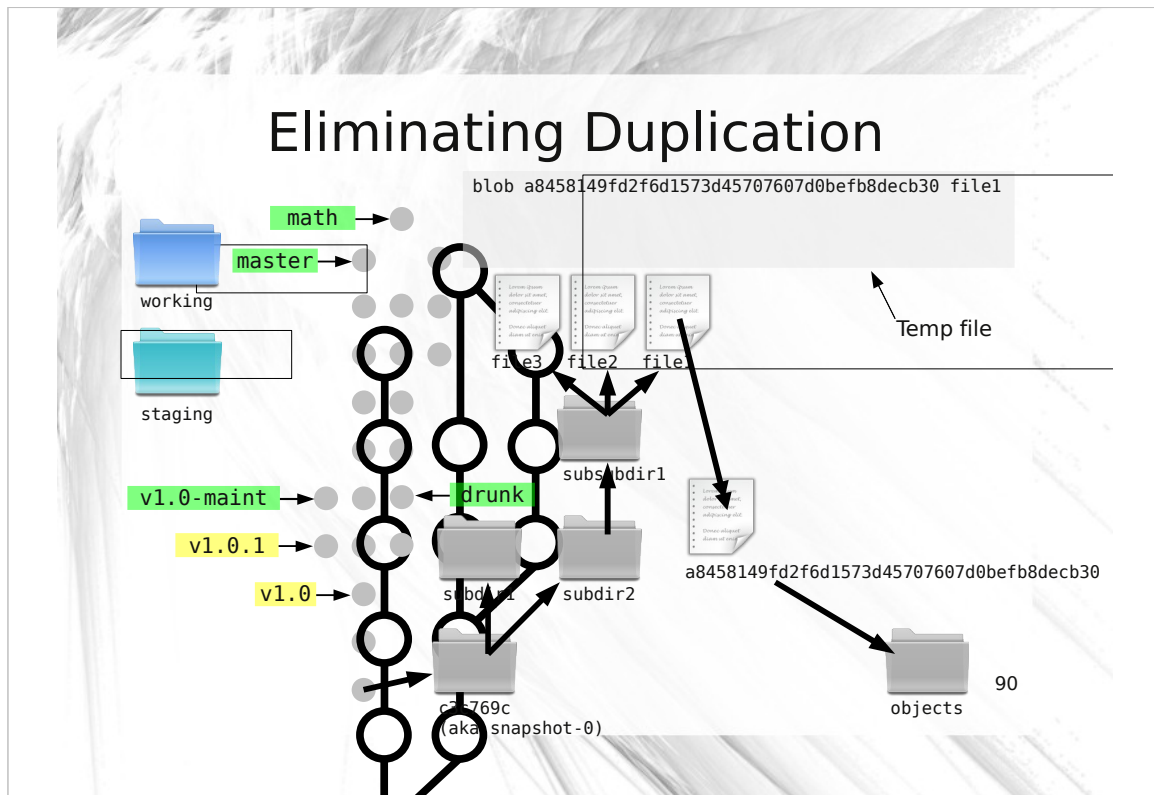 Eliminating Duplication
blob a8458149fd2f6d1573d45707607d0befb8decb30 file1
math
master
working
Temp file
file3
file2
staging
subsubdir1
v1.0-maint
drunk
v1.0.1
a8458149fd2f6d1573d45707607d0befb8decb30
v1.0
subdir1
subdir2
90
objects
(aka snapshot-0)